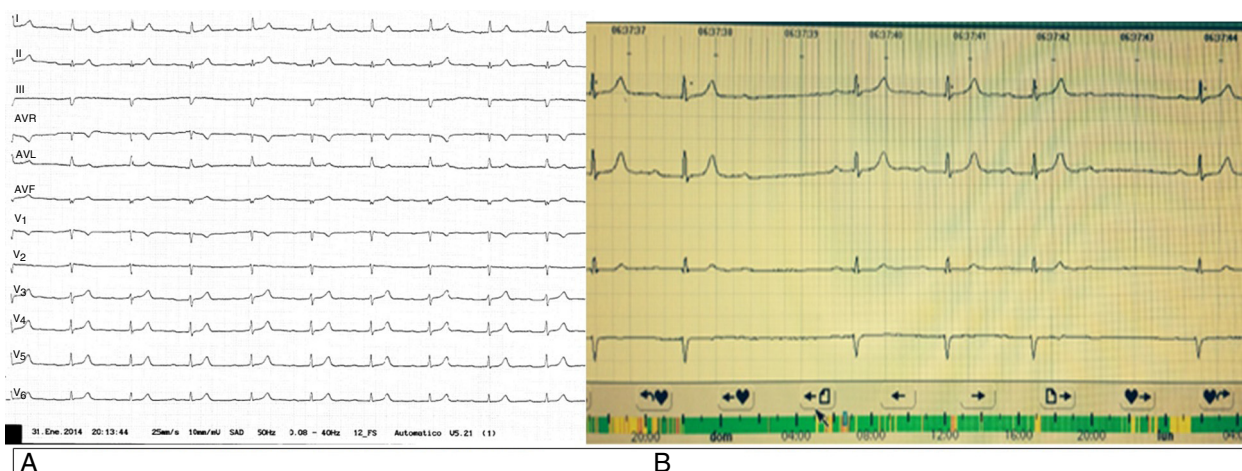 I
II
III
AVR
AVL
AVF
V1
V2
V3
V4
V5
V6
31.Ene.2014 20:13:44 25mm/s 10mm/mV SAD 50Hz 0.08 - 40Hz 12_FS Automatico V5.21 (1)
A
06:37:37 06:37:38 06:37:39 06:37:40 06:37:41 06:37:42 06:37:43 06:37:44
20:00 dom 04:00 08:00 12:00 16:00 20:00 lun 04:00
B